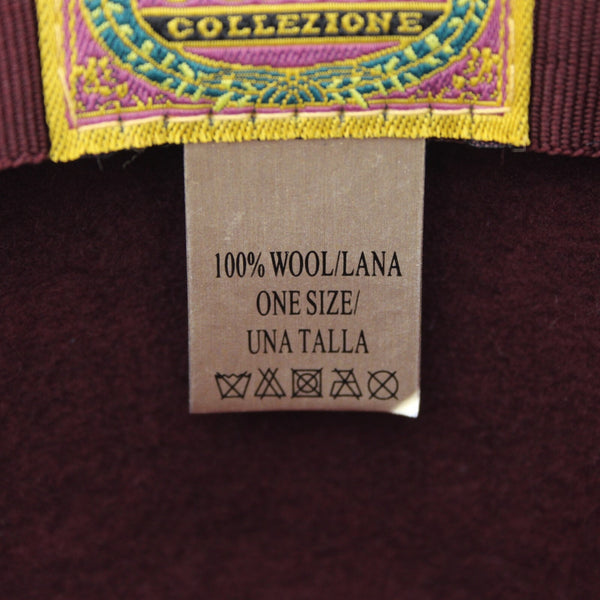 COLLEZIONE
100% WOOL/LANA
ONE SIZE/
UNA TALLA